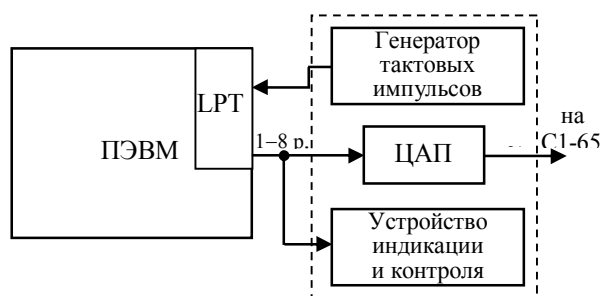 Генератор
тактовых
импульсов
LPT
ПЭВМ
1–8 р.
ЦАП
на
С1-65
Устройство
индикации
и контроля